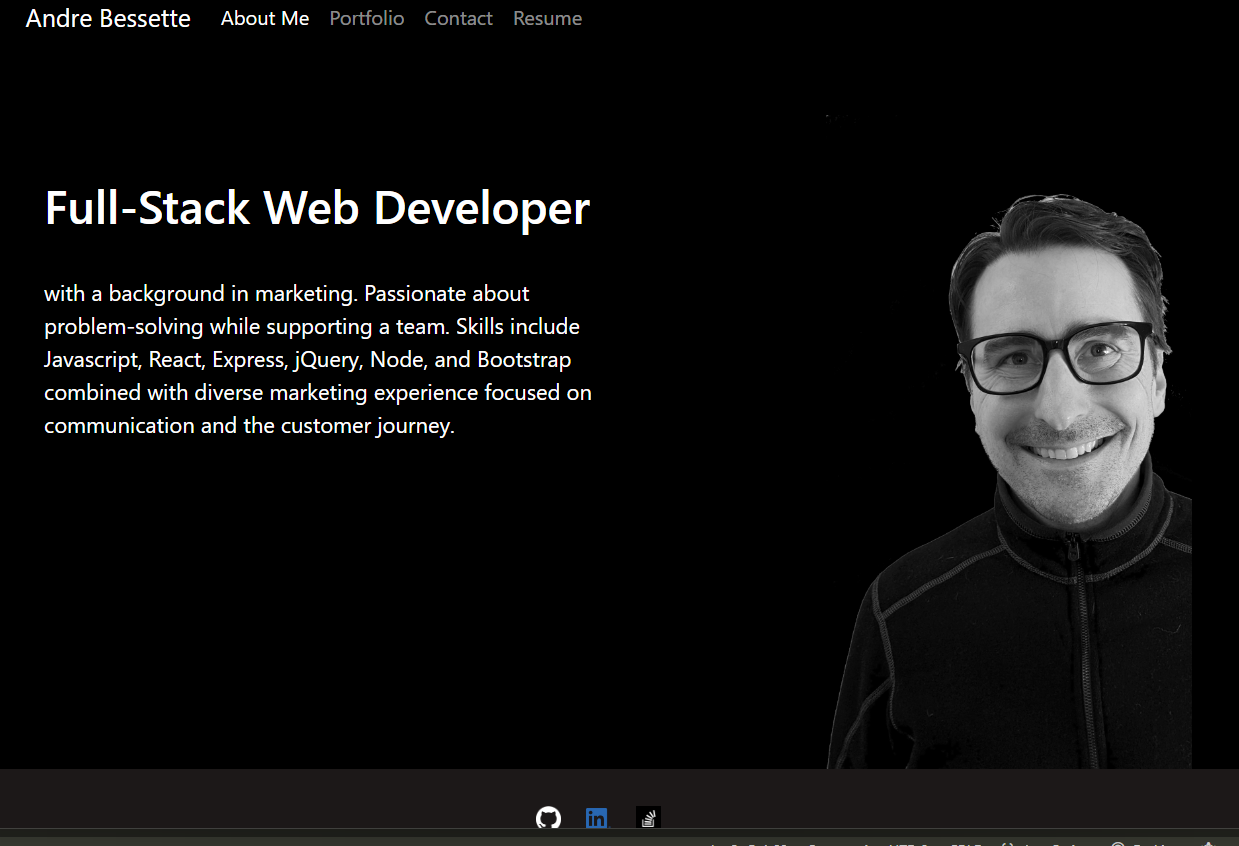 Andre Bessette About Me Portfolio Contact Resume
Full-Stack Web Developer
with a background in marketing. Passionate about
problem-solving while supporting a team. Skills include
Javascript, React, Express, jQuery, Node, and Bootstrap
combined with diverse marketing experience focused on
communication and the customer journey.
in